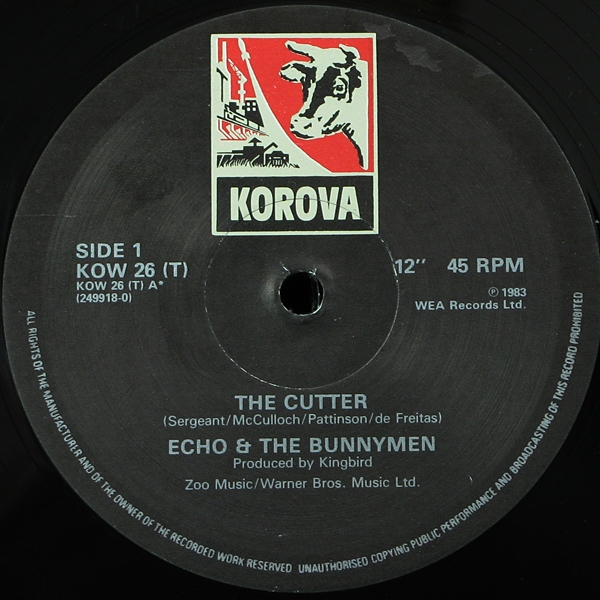 KOROVA
SIDE 1
KOW 26 (T)
KOW 26 (T) A*
(249918-0)
12" 45 RPM
℗ 1983
WEA Records Ltd.
THE CUTTER
(Sergeant/McCulloch/Pattinson/de Freitas)
ECHO & THE BUNNYMEN
Produced by Kingbird
Zoo Music/Warner Bros. Music Ltd.
ALL RIGHTS OF THE MANUFACTURER AND OF THE OWNER OF THE RECORDED WORK RESERVED UNAUTHORISED COPYING PUBLIC PERFORMANCE AND BROADCASTING OF THIS RECORD PROHIBITED